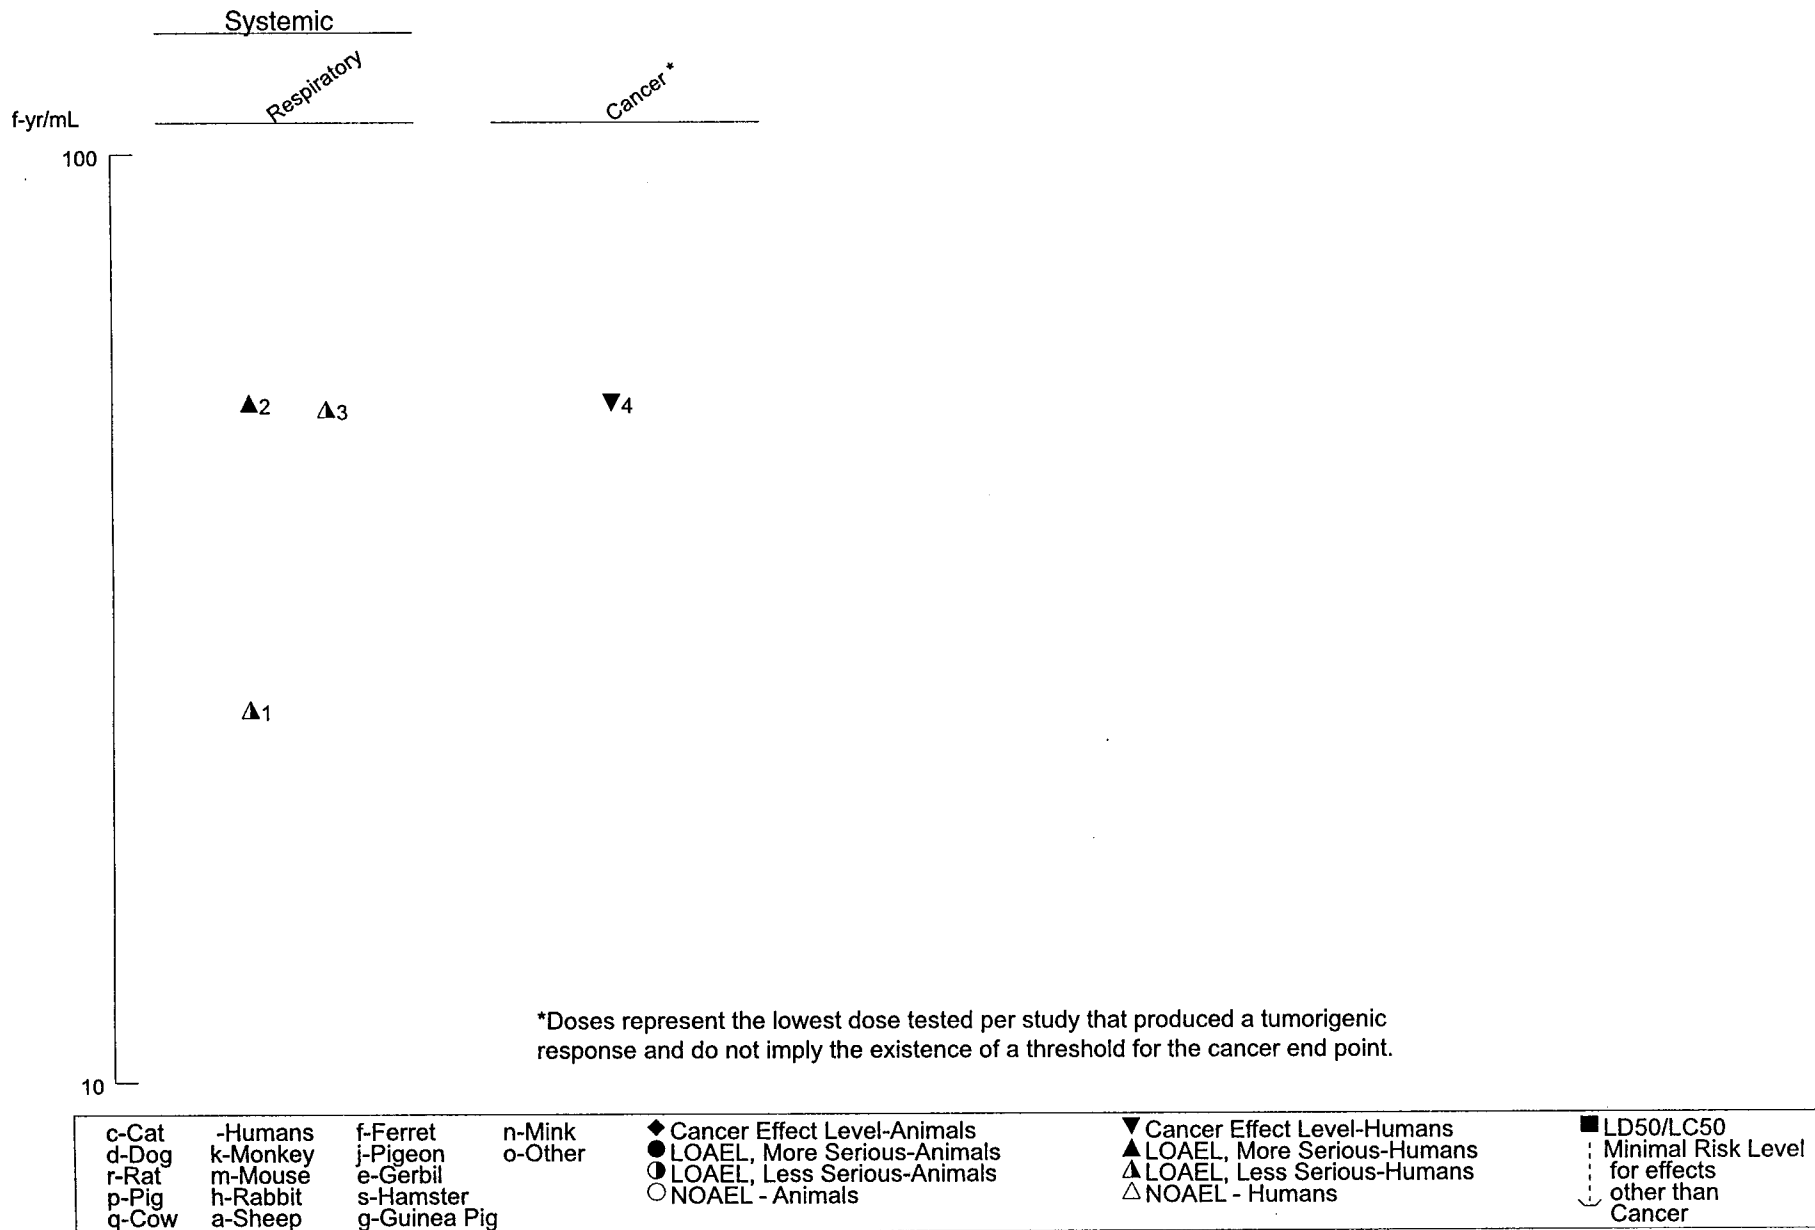 Systemic
Respiratory
Cancer *
f-yr/mL
100
2
3
4
1
*Doses represent the lowest dose tested per study that produced a tumorigenic
response and do not imply the existence of a threshold for the cancer end point.
10
c-Cat -Humans f-Ferret n-Mink
d-Dog k-Monkey j-Pigeon o-Other
r-Rat m-Mouse e-Gerbil
p-Pig h-Rabbit s-Hamster
q-Cow a-Sheep g-Guinea Pig
Cancer Effect Level-Animals
LOAEL, More Serious-Animals
LOAEL, Less Serious-Animals
NOAEL - Animals
Cancer Effect Level-Humans
LOAEL, More Serious-Humans
LOAEL, Less Serious-Humans
NOAEL - Humans
LD50/LC50
Minimal Risk Level
for effects
other than
Cancer